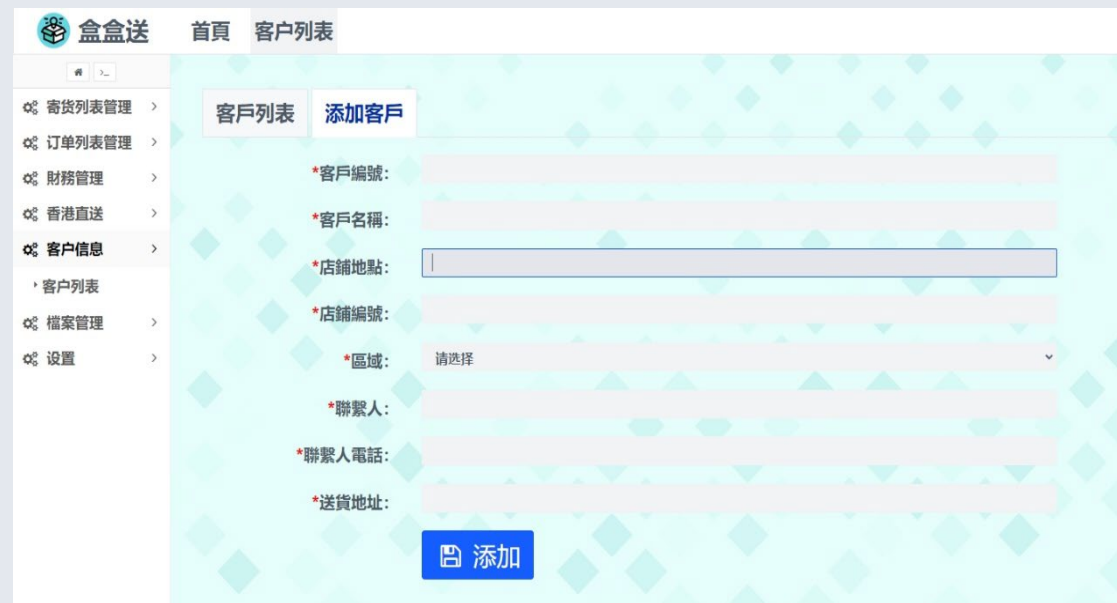 盒盒送
首頁 客户列表
寄货列表管理
订单列表管理
財務管理
香港直送
客户信息
客户列表
檔案管理
设置
客戶列表 添加客戶
*客戶編號：
*客戶名稱：
*店鋪地點：
*店鋪編號：
*區域： 请选择
*聯繫人：
*聯繫人電話：
*送貨地址：
添加